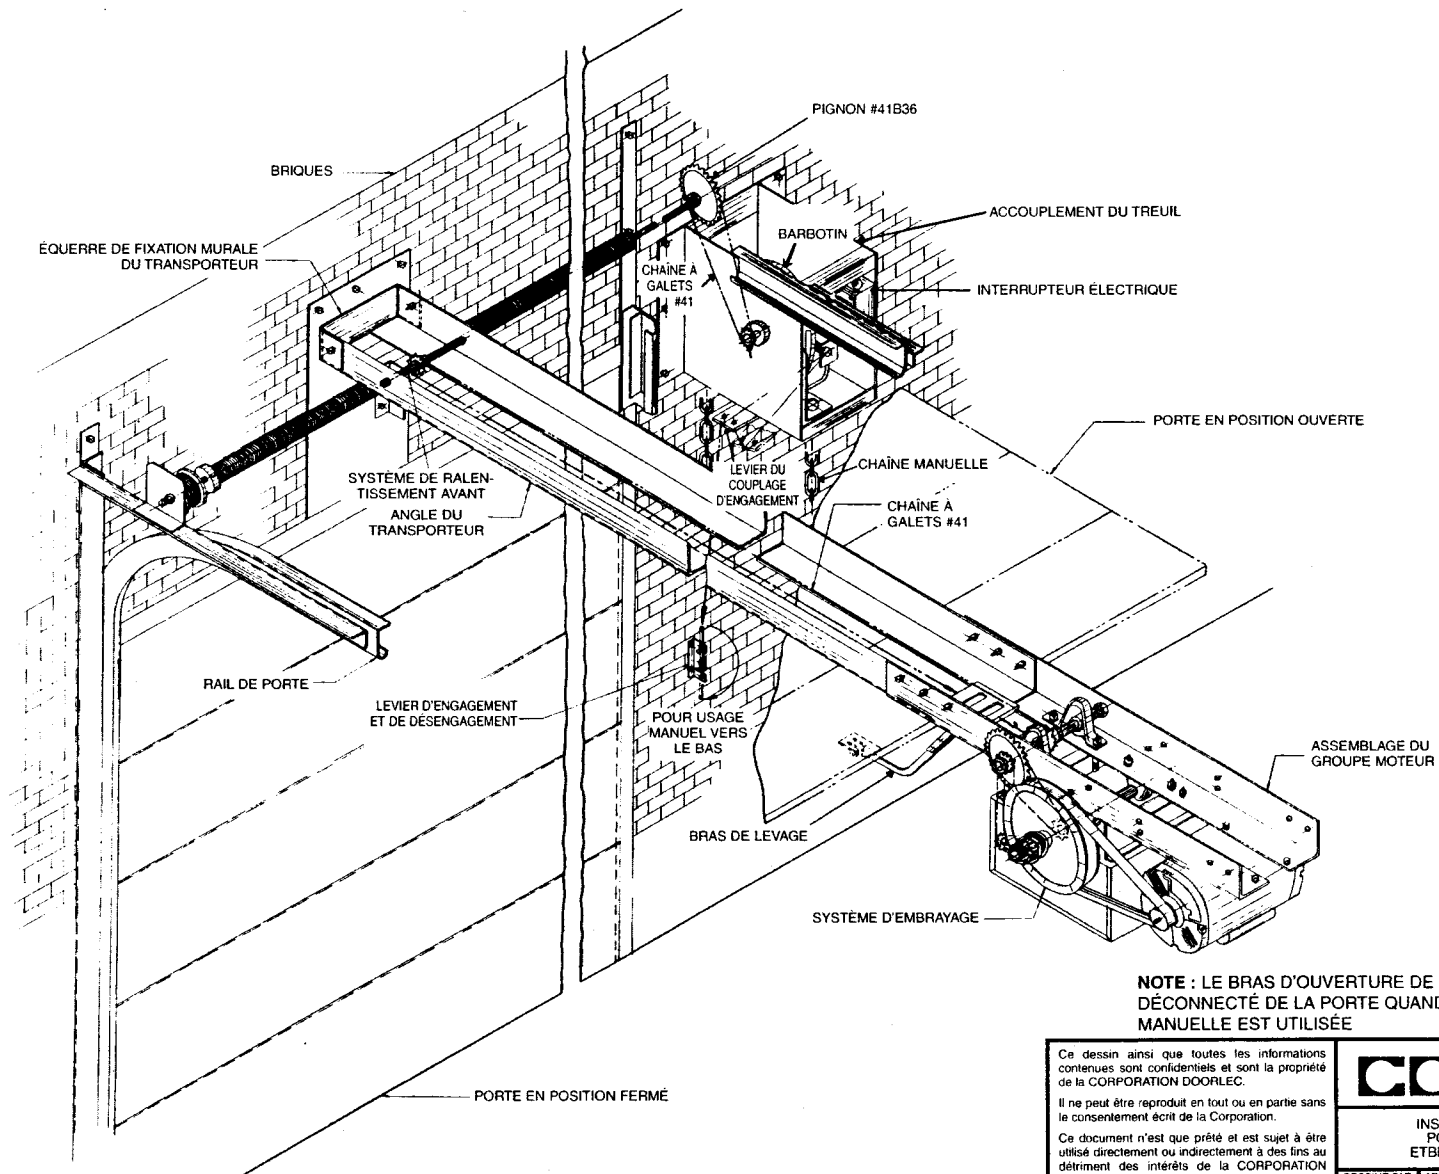 PIGNON #41B36
BRIQUES
ACCOUPLEMENT DU TREUIL
BARBOTIN
ÉQUERRE DE FIXATION MURALE
DU TRANSPORTEUR
CHAÎNE À
GALETS
#41
INTERRUPTEUR ÉLECTRIQUE
PORTE EN POSITION OUVERTE
LEVIER DU
COUPLAGE
D'ENGAGEMENT
CHAÎNE MANUELLE
SYSTÈME DE RALEN-
TISSEMENT AVANT
ANGLE DU
TRANSPORTEUR
CHAÎNE À
GALETS #41
RAIL DE PORTE
LEVIER D'ENGAGEMENT
ET DE DÉSENGAGEMENT
POUR USAGE
MANUEL VERS
LE BAS
ASSEMBLAGE DU
GROUPE MOTEUR
BRAS DE LEVAGE
SYSTÈME D'EMBRAYAGE
NOTE : LE BRAS D'OUVERTURE DE
DÉCONNECTÉ DE LA PORTE QUAND
MANUELLE EST UTILISÉE
PORTE EN POSITION FERMÉ
Ce dessin ainsi que toutes les informations
contenues sont confidentiels et sont la propriété
de la CORPORATION DOORLEC.
Il ne peut être reproduit en tout ou en partie sans
le consentement écrit de la Corporation.
Ce document n'est que prêté et est sujet à être
utilisé directement ou indirectement à des fins au
détriment des intérêts de la CORPORATION
INS
PO
ETB